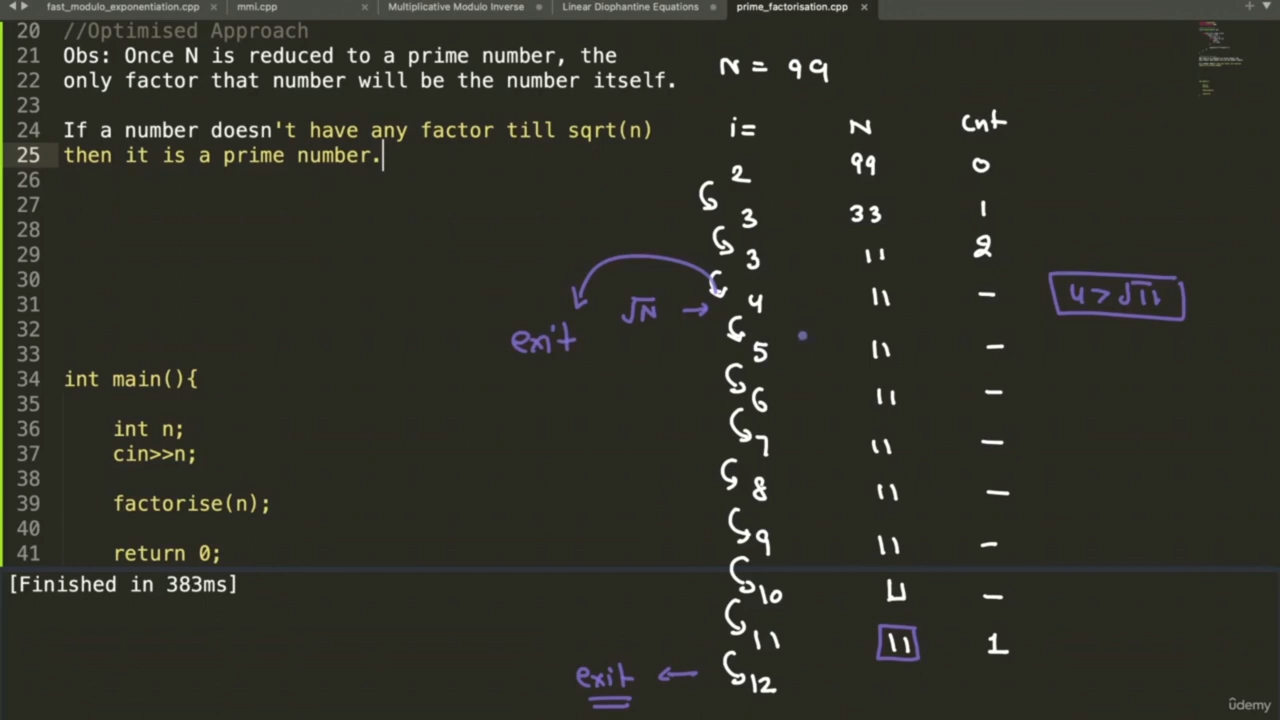 fast_modulo_exponentiation.cpp × mmi.cpp × Multiplicative Modulo Inverse Linear Diophantine Equations prime_factorisation.cpp ×
20 //Optimised Approach
21 Obs: Once N is reduced to a prime number, the
22 only factor that number will be the number itself.
23
24 If a number doesn't have any factor till sqrt(n)
25 then it is a prime number.
26
27
28
29
30
31
32
33
34 int main(){
35
36 int n;
37 cin>>n;
38
39 factorise(n);
40
41 return 0;
[Finished in 383ms]
N = 99
i= N Cnt
2 99 0
3 33 1
3 11 2
4 11 -
5 11 -
6 11 -
7 11 -
8 11 -
9 11 -
10 11 -
11 11 1
12
√N →
exit
4 > √11
exit ←
ûdemy